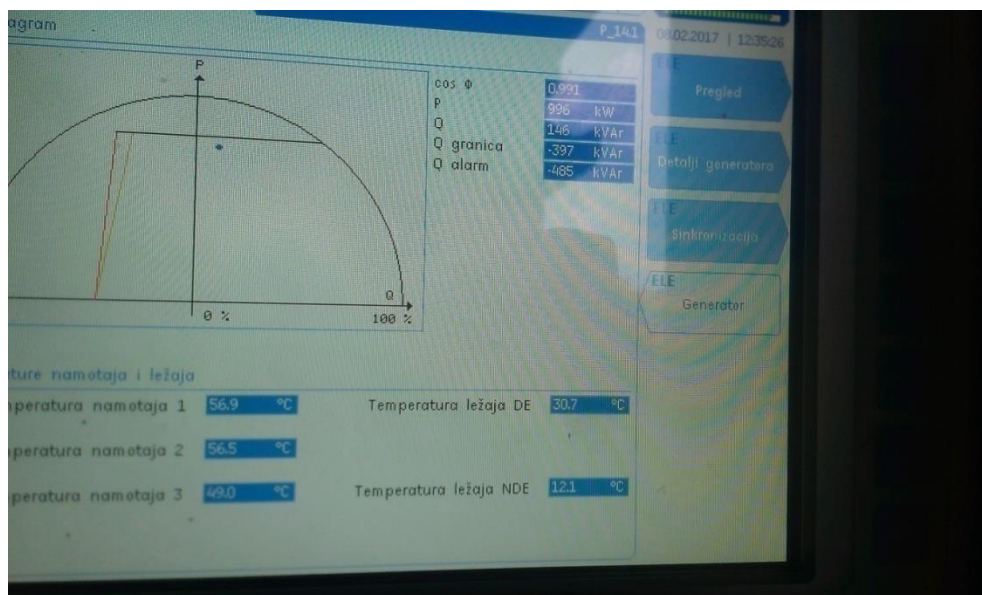 agram
P_141
08.02.2017 | 12:35:26
P
cos Φ 0.991
P 996 kW
Q 146 kVAr
Q granica -397 kVAr
Q alarm -485 kVAr
Q
0 %
100 %
ELE
Pregled
ELE
Detalji generatora
ELE
Sinkronizacija
ELE
Generator
ture namotaja i ležaja
peratura namotaja 1 56.9 °C
Temperatura ležaja DE 30.7 °C
peratura namotaja 2 56.5 °C
peratura namotaja 3 49.0 °C
Temperatura ležaja NDE 12.1 °C